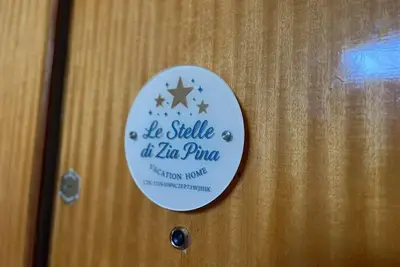 Le Stelle
di Zia Pina
VACATION HOME